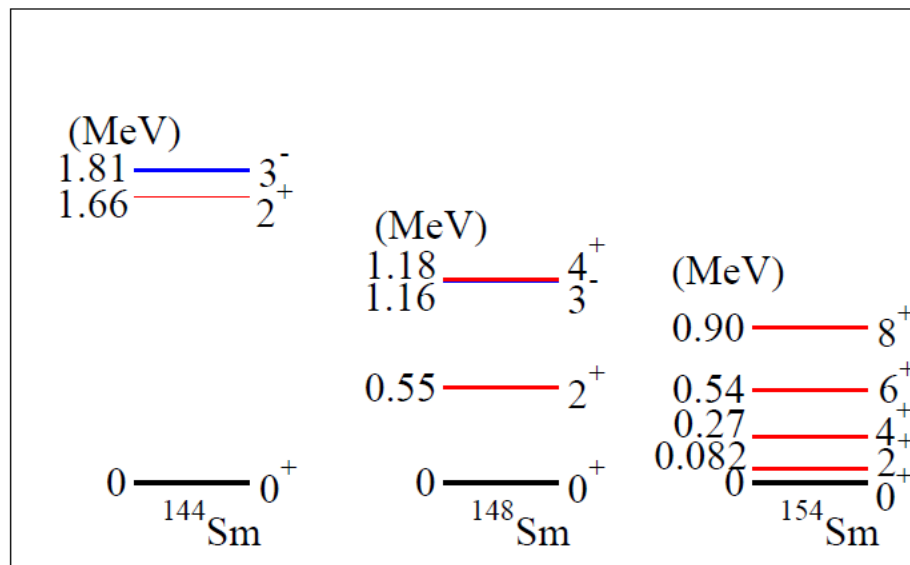 (MeV)
1.81 3-
1.66 2+
0 0+
144Sm
(MeV)
1.18 4+
1.16 3-
0.55 2+
0 0+
148Sm
(MeV)
0.90 8+
0.54 6+
0.27 4+
0.082 2+
0 0+
154Sm